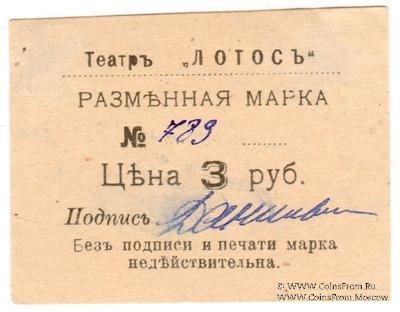 Театръ „ЛОТОСЪ“
РАЗМѢННАЯ МАРКА
№ 789
Цѣна 3 руб.
Подпись
Безъ подписи и печати марка
недѣйствительна.
www.CoinsFrom.Ru
www.CoinsFrom.Moscow